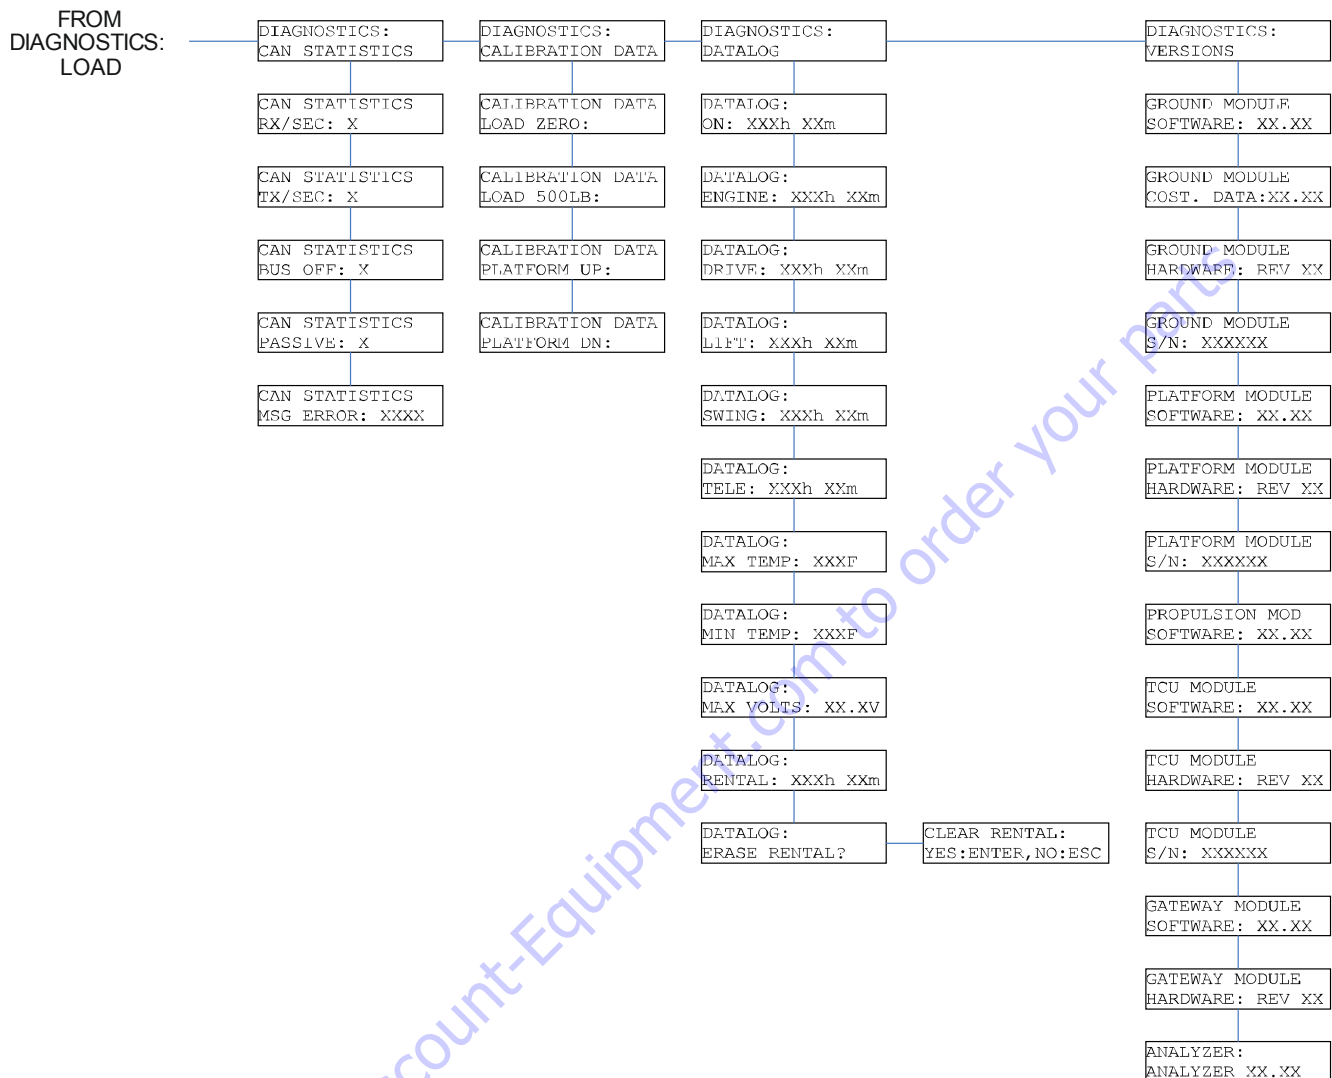 FROM
DIAGNOSTICS:
LOAD
DIAGNOSTICS:
CAN STATISTICS
CAN STATISTICS
RX/SEC: X
CAN STATISTICS
TX/SEC: X
CAN STATISTICS
BUS OFF: X
CAN STATISTICS
PASSIVE: X
CAN STATISTICS
MSG ERROR: XXXX
DIAGNOSTICS:
CALIBRATION DATA
CALIBRATION DATA
LOAD ZERO:
CALIBRATION DATA
LOAD 500LB:
CALIBRATION DATA
PLATFORM UP:
CALIBRATION DATA
PLATFORM DN:
DIAGNOSTICS:
DATALOG
DATALOG:
ON: XXXh XXm
DATALOG:
ENGINE: XXXh XXm
DATALOG:
DRIVE: XXXh XXm
DATALOG:
LIFT: XXXh XXm
DATALOG:
SWING: XXXh XXm
DATALOG:
TELE: XXXh XXm
DATALOG:
MAX TEMP: XXXF
DATALOG:
MIN TEMP: XXXF
DATALOG:
MAX VOLTS: XX.XV
DATALOG:
RENTAL: XXXh XXm
DATALOG:
ERASE RENTAL?
CLEAR RENTAL:
YES:ENTER,NO:ESC
DIAGNOSTICS:
VERSIONS
GROUND MODULE
SOFTWARE: XX.XX
GROUND MODULE
COST. DATA:XX.XX
GROUND MODULE
HARDWARE: REV XX
GROUND MODULE
S/N: XXXXXX
PLATFORM MODULE
SOFTWARE: XX.XX
PLATFORM MODULE
HARDWARE: REV XX
PLATFORM MODULE
S/N: XXXXXX
PROPULSION MOD
SOFTWARE: XX.XX
TCU MODULE
SOFTWARE: XX.XX
TCU MODULE
HARDWARE: REV XX
TCU MODULE
S/N: XXXXXX
GATEWAY MODULE
SOFTWARE: XX.XX
GATEWAY MODULE
HARDWARE: REV XX
ANALYZER:
ANALYZER XX.XX
count-Equipment.com to order your parts